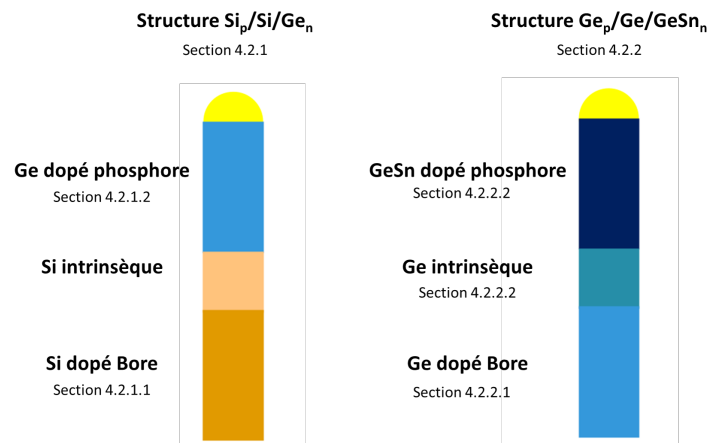 Structure Sip/Si/Gen
Section 4.2.1
Ge dopé phosphore
Section 4.2.1.2
Si intrinsèque
Si dopé Bore
Section 4.2.1.1
Structure Gep/Ge/GeSnn
Section 4.2.2
GeSn dopé phosphore
Section 4.2.2.2
Ge intrinsèque
Section 4.2.2.2
Ge dopé Bore
Section 4.2.2.1